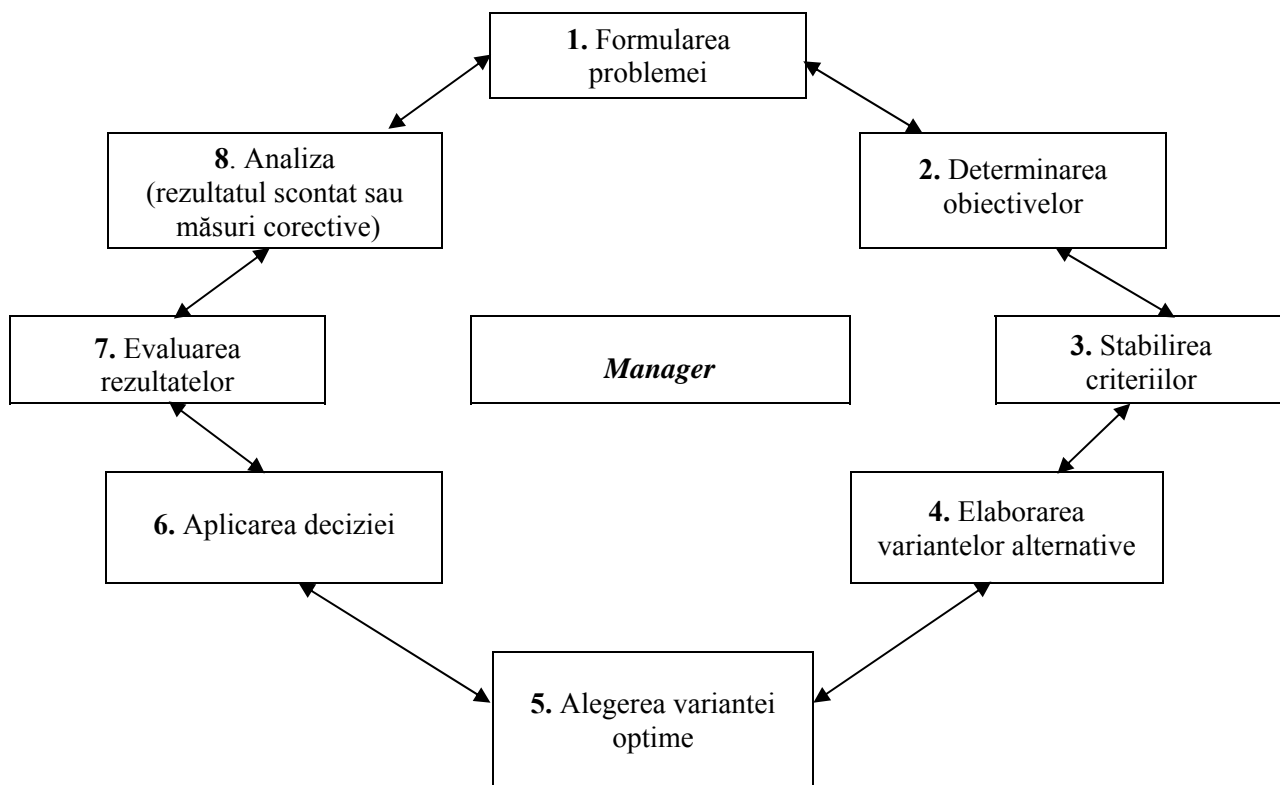 1. Formularea
problemei
8. Analiza
(rezultatul scontat sau
măsuri corective)
2. Determinarea
obiectivelor
7. Evaluarea
rezultatelor
Manager
3. Stabilirea
criteriilor
6. Aplicarea deciziei
4. Elaborarea
variantelor alternative
5. Alegerea variantei
optime